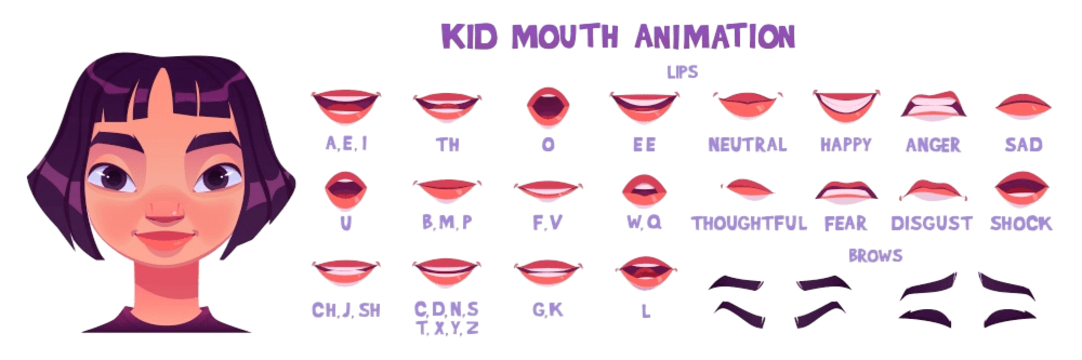 KID MOUTH ANIMATION
LIPS
A, E, I
TH
O
EE
NEUTRAL
HAPPY
ANGER
SAD
U
B, M, P
F, V
W, Q
THOUGHTFUL
FEAR
DISGUST
SHOCK
BROWS
CH, J, SH
C, D, N, S
T, X, Y, Z
G, K
L